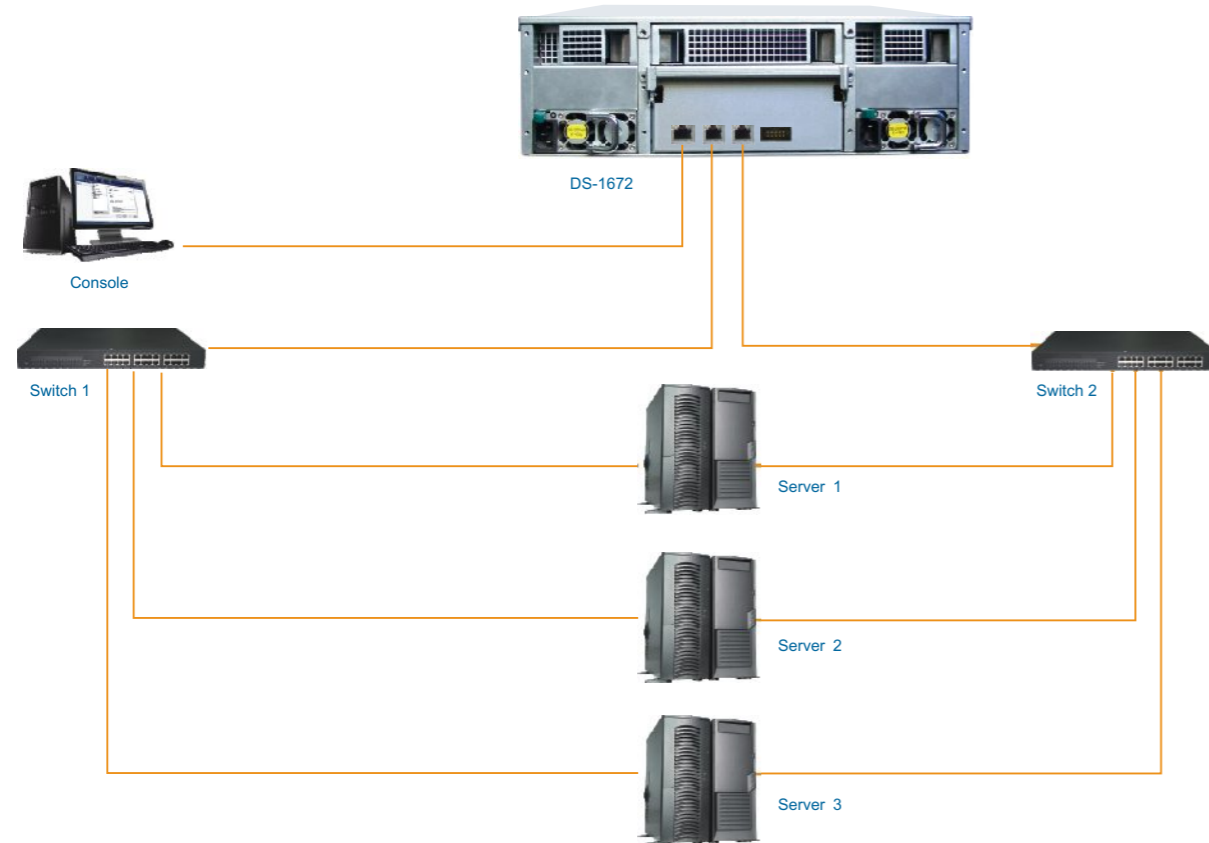 DS-1672
Console
Switch 1
Switch 2
Server 1
Server 2
Server 3